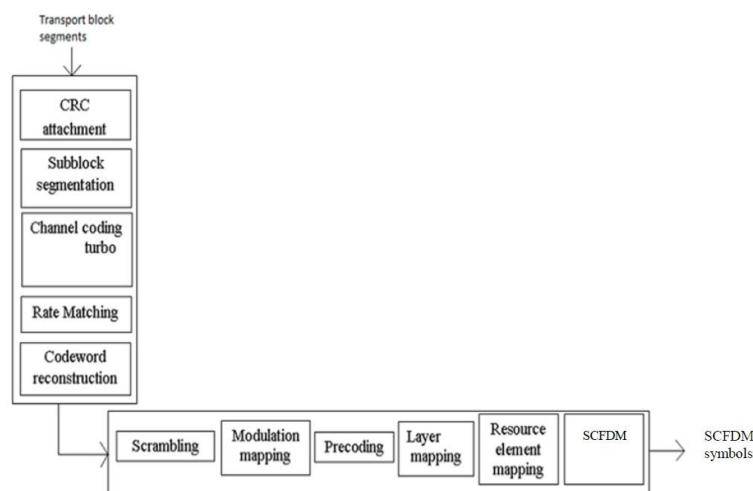 Transport block
segments
CRC
attachment
Subblock
segmentation
Channel coding
turbo
Rate Matching
Codeword
reconstruction
Scrambling
Modulation
mapping
Precoding
Layer
mapping
Resource
element
mapping
SCFDM
SCFDM
symbols